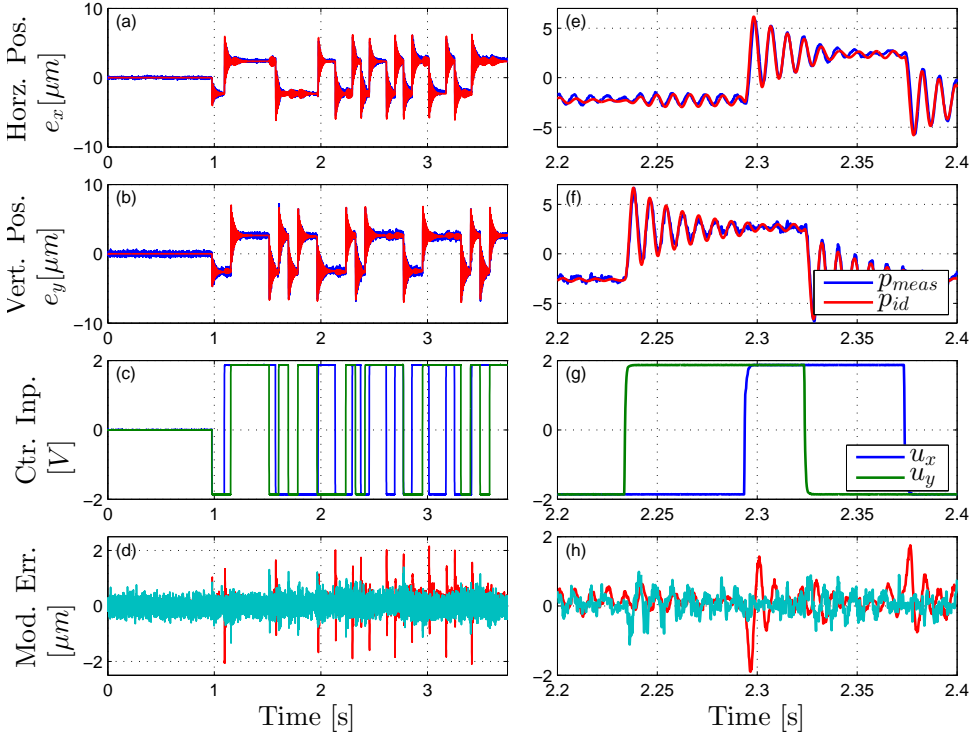 Horz. Pos.
e_x[μm]
(a)
10
0
−10
0
1
2
3
(e)
5
0
−5
2.2
2.25
2.3
2.35
2.4
Vert. Pos.
e_y[μm]
(b)
10
0
−10
0
1
2
3
(f)
5
0
−5
p_meas
p_id
2.2
2.25
2.3
2.35
2.4
Ctr. Inp.
[V]
(c)
2
0
−2
0
1
2
3
(g)
2
0
−2
u_x
u_y
2.2
2.25
2.3
2.35
2.4
Mod. Err.
[μm]
(d)
2
0
−2
0
1
2
3
Time [s]
(h)
2
0
−2
2.2
2.25
2.3
2.35
2.4
Time [s]